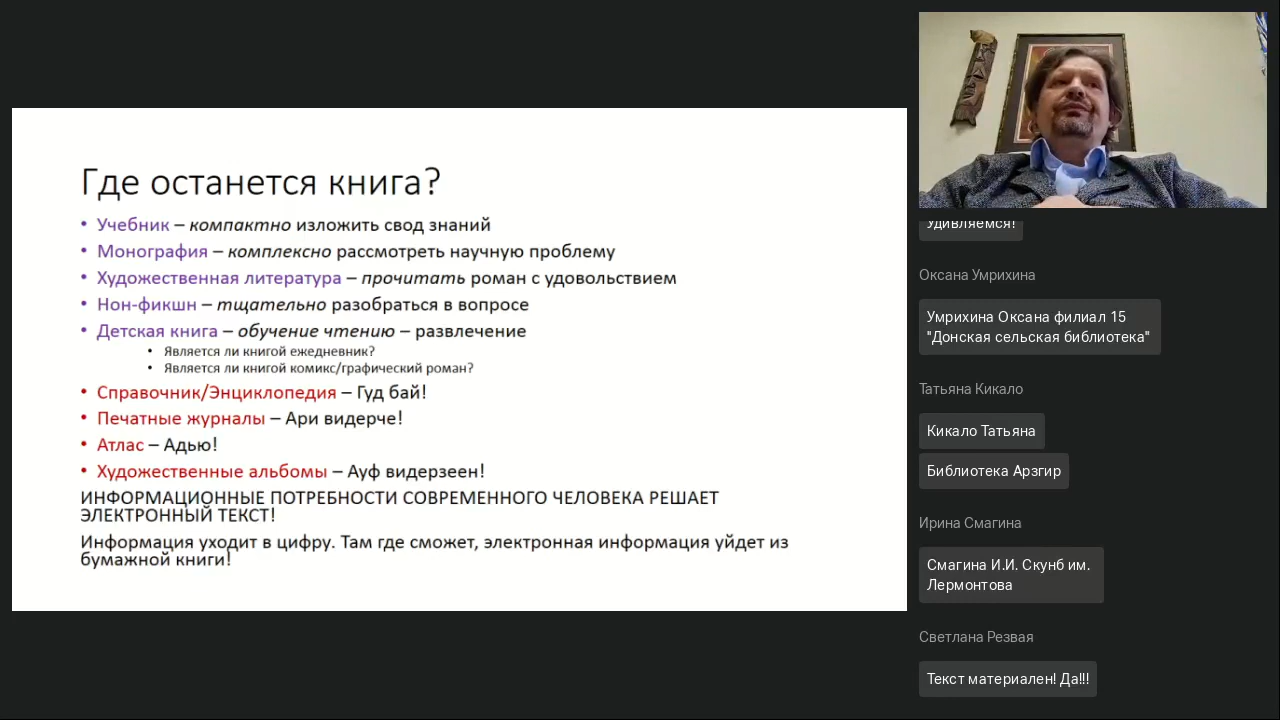 Где останется книга?
• Учебник – компактно изложить свод знаний
• Монография – комплексно рассмотреть научную проблему
• Художественная литература – прочитать роман с удовольствием
• Нон-фикшн – тщательно разобраться в вопросе
• Детская книга – обучение чтению – развлечение
• Является ли книгой ежедневник?
• Является ли книгой комикс/графический роман?
• Справочник/Энциклопедия – Гуд бай!
• Печатные журналы – Ари видерче!
• Атлас – Адью!
• Художественные альбомы – Ауф видерзеен!
ИНФОРМАЦИОННЫЕ ПОТРЕБНОСТИ СОВРЕМЕННОГО ЧЕЛОВЕКА РЕШАЕТ
ЭЛЕКТРОННЫЙ ТЕКСТ!
Информация уходит в цифру. Там где сможет, электронная информация уйдет из
бумажной книги!
Удивляемся!
Оксана Умрихина
Умрихина Оксана филиал 15
"Донская сельская библиотека"
Татьяна Кикало
Кикало Татьяна
Библиотека Арзгир
Ирина Смагина
Смагина И.И. Скунб им.
Лермонтова
Светлана Резвая
Текст материален! Да!!!